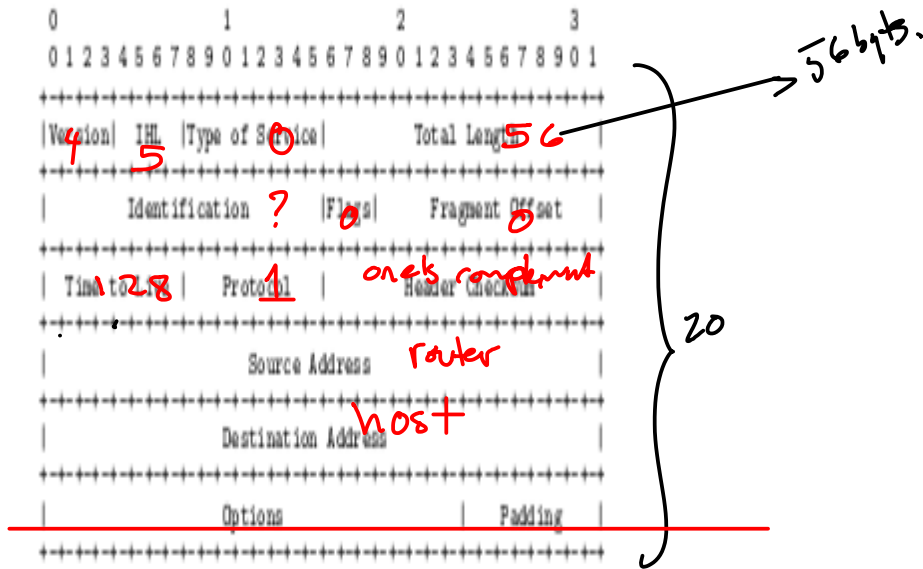 0 1 2 3
0 1 2 3 4 5 6 7 8 9 0 1 2 3 4 5 6 7 8 9 0 1 2 3 4 5 6 7 8 9 0 1
56 byts.
|Version| IHL |Type of Service| Total Length |
4 5 0 56
| Identification |Flags| Fragment Offset |
? 0 0
| Time to Live | Protocol | Header Checksum |
128 1 one's complement
20
| Source Address |
router
| Destination Address |
host
| Options | Padding |